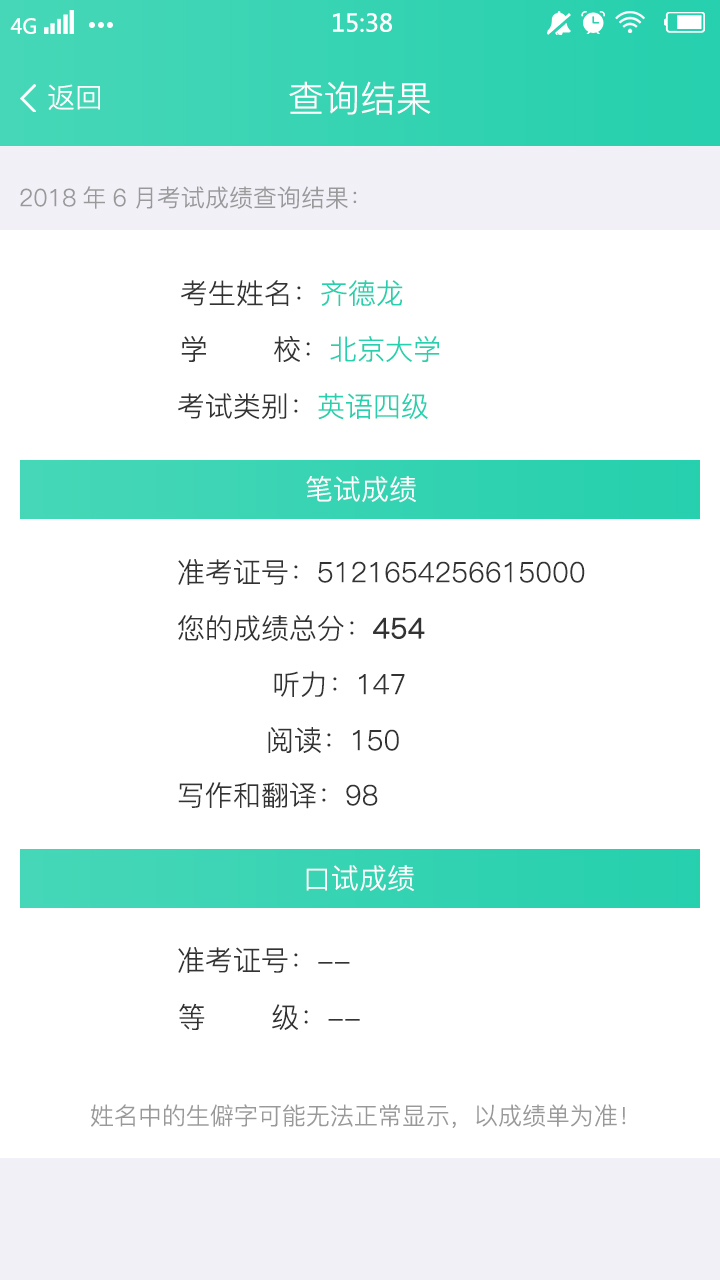 4G 15:38
返回 查询结果
2018 年 6 月考试成绩查询结果：
考生姓名：齐德龙
学 校：北京大学
考试类别：英语四级
笔试成绩
准考证号：5121654256615000
您的成绩总分：454
听力：147
阅读：150
写作和翻译：98
口试成绩
准考证号：--
等 级：--
姓名中的生僻字可能无法正常显示，以成绩单为准！